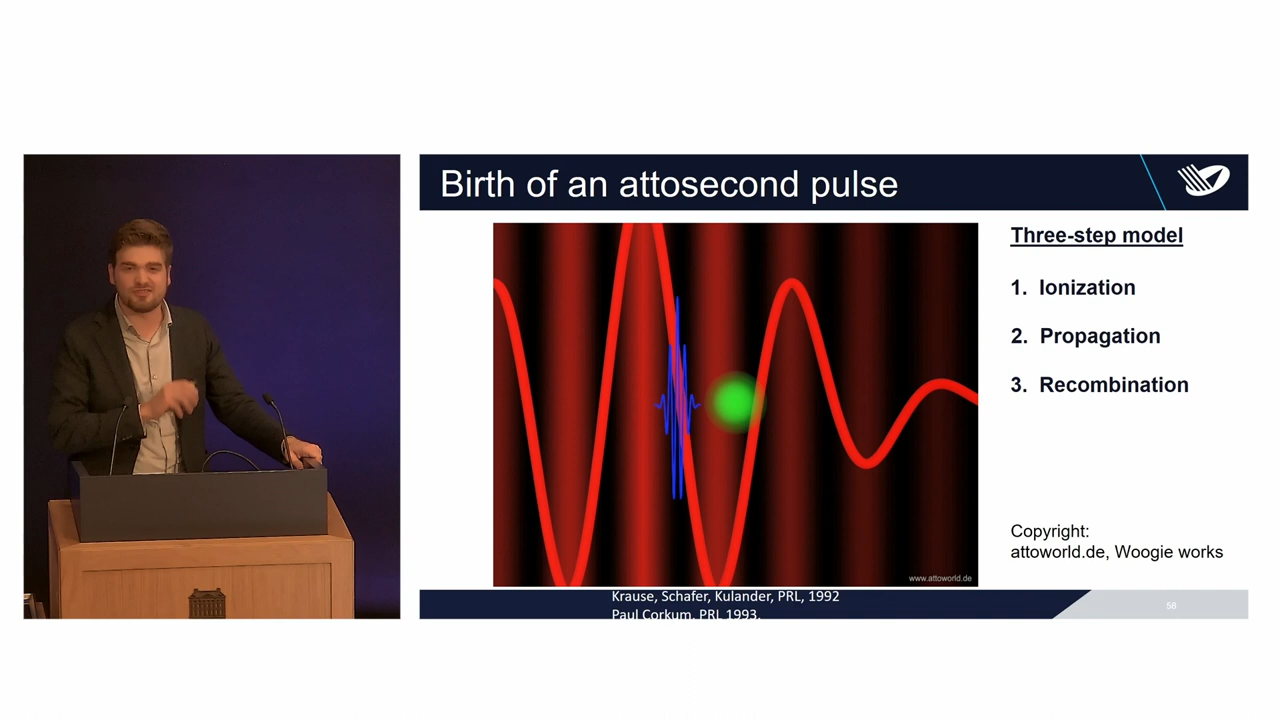 Birth of an attosecond pulse
Three-step model
1. Ionization
2. Propagation
3. Recombination
Copyright:
attoworld.de, Woogie works
www.attoworld.de
Krause, Schafer, Kulander, PRL, 1992
Paul Corkum, PRL 1993.
58